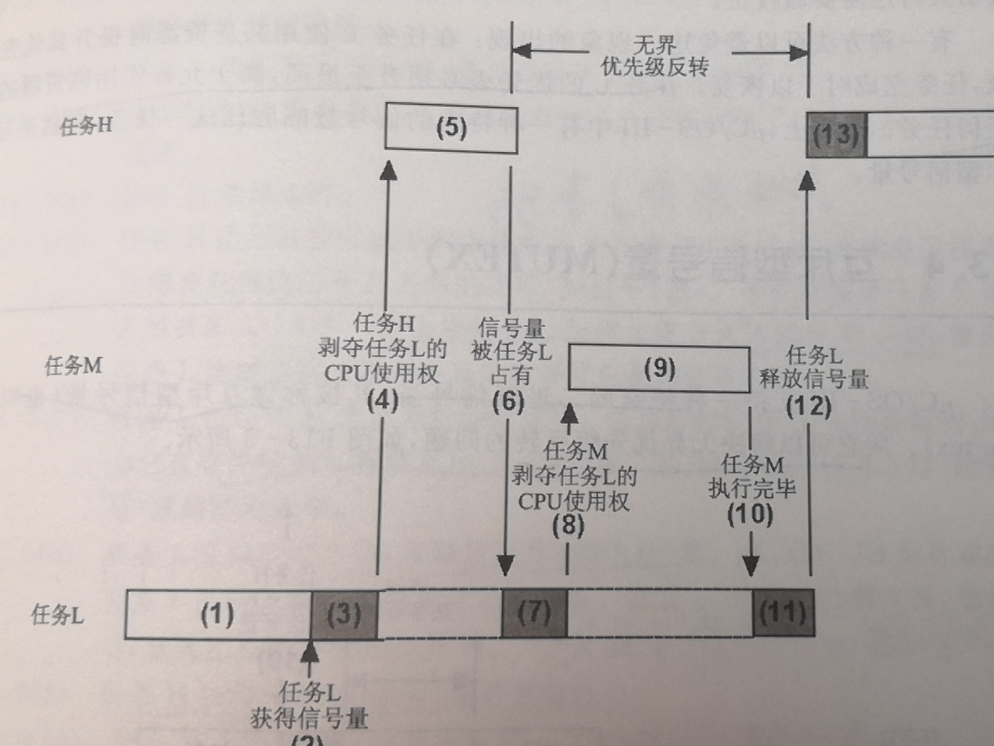 无界
优先级反转
任务H
(5)
(13)
任务H
剥夺任务L的
CPU使用权
(4)
信号量
被任务L
占有
(6)
任务M
(9)
任务L
释放信号量
(12)
任务M
剥夺任务L的
CPU使用权
(8)
任务M
执行完毕
(10)
任务L
(1)
(3)
(7)
(11)
任务L
获得信号量
(2)